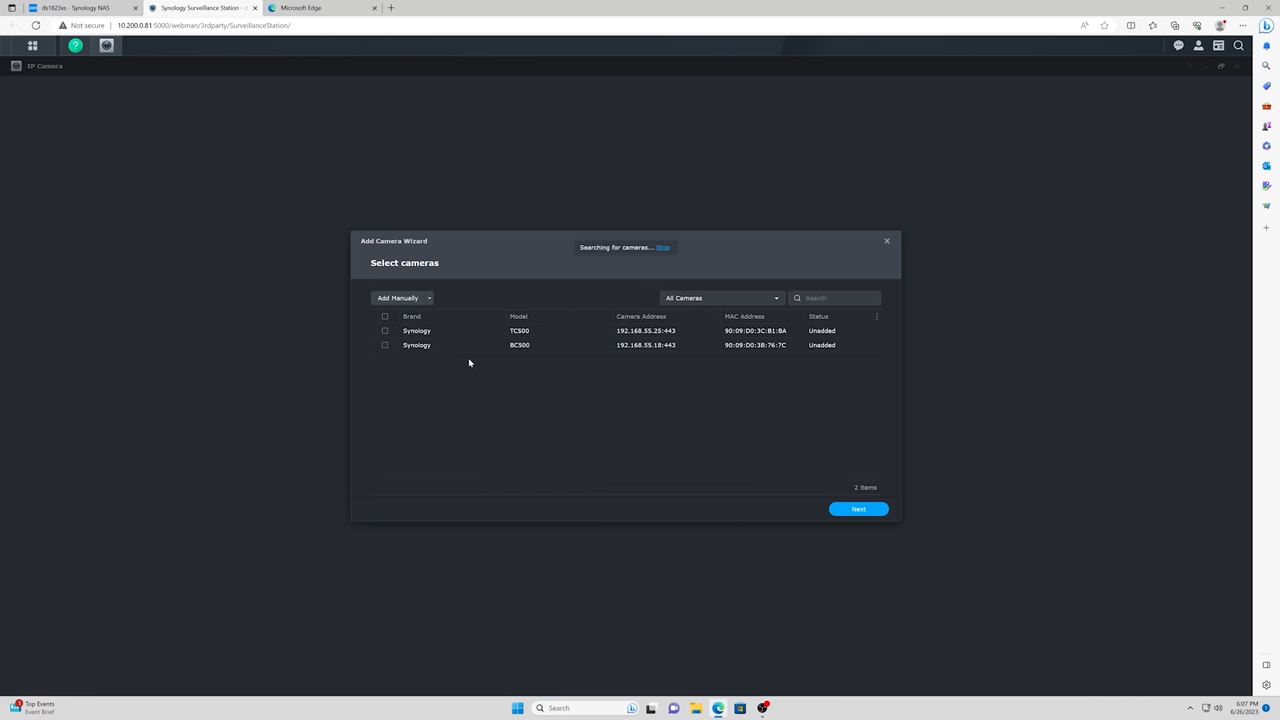 ds1823xs - Synology NAS
Synology Surveillance Station - d
Microsoft Edge
Not secure
10.200.0.81:5000/webman/3rdparty/SurveillanceStation/
IP Camera
Add Camera Wizard
Searching for cameras... Stop
Select cameras
Add Manually
All Cameras
Search
Brand Model Camera Address MAC Address Status
Synology TC500 192.168.55.25:443 90:09:D0:3C:B1:BA Unadded
Synology BC500 192.168.55.18:443 90:09:D0:3B:76:7C Unadded
2 items
Next
1
Top Events
Event Brief
Search
6:07 PM
6/26/2023
1